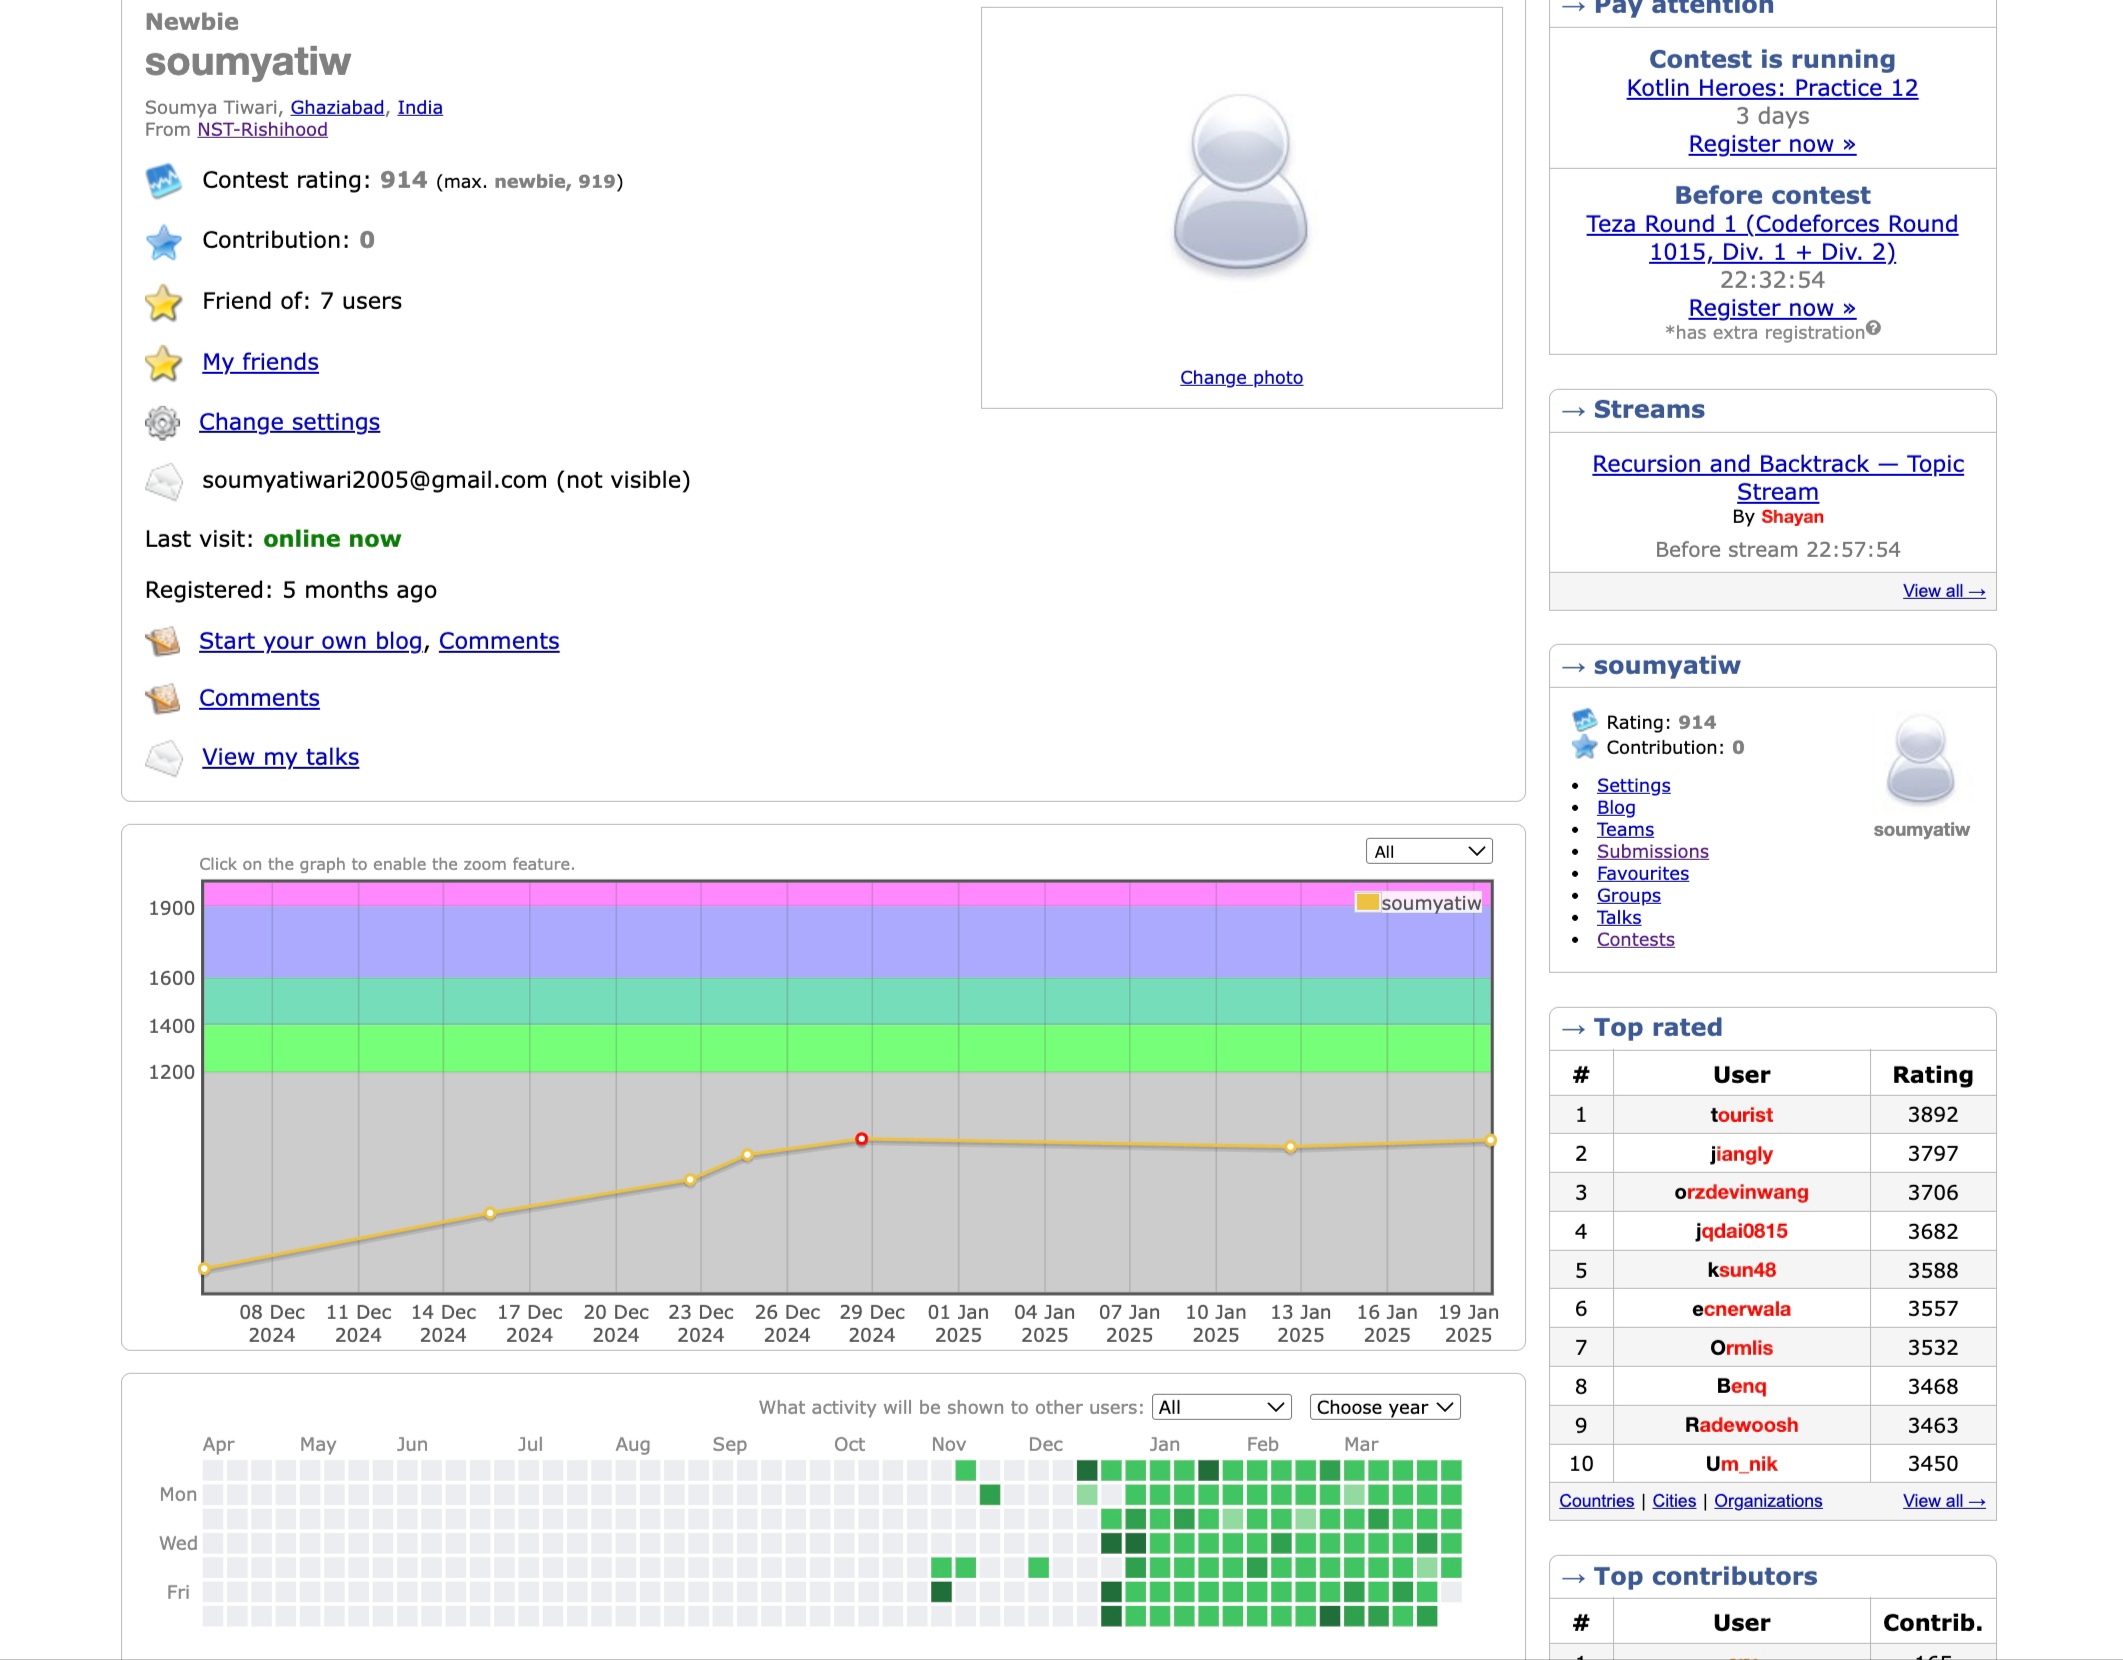 Newbie
soumyatiw
Soumya Tiwari, Ghaziabad, India
From NST-Rishihood
Contest rating: 914 (max. newbie, 919)
Contribution: 0
Friend of: 7 users
My friends
Change settings
soumyatiwari2005@gmail.com (not visible)
Last visit: online now
Registered: 5 months ago
Start your own blog, Comments
Comments
View my talks
Change photo
Click on the graph to enable the zoom feature.
All
soumyatiw
1900
1600
1400
1200
08 Dec 11 Dec 14 Dec 17 Dec 20 Dec 23 Dec 26 Dec 29 Dec 01 Jan 04 Jan 07 Jan 10 Jan 13 Jan 16 Jan 19 Jan
2024 2024 2024 2024 2024 2024 2024 2024 2025 2025 2025 2025 2025 2025 2025
What activity will be shown to other users: All Choose year
Apr May Jun Jul Aug Sep Oct Nov Dec Jan Feb Mar
Mon
Wed
Fri
→ Pay attention
Contest is running
Kotlin Heroes: Practice 12
3 days
Register now »
Before contest
Teza Round 1 (Codeforces Round
1015, Div. 1 + Div. 2)
22:32:54
Register now »
*has extra registration?
→ Streams
Recursion and Backtrack — Topic
Stream
By Shayan
Before stream 22:57:54
View all →
→ soumyatiw
Rating: 914
Contribution: 0
• Settings
• Blog
• Teams
• Submissions
• Favourites
• Groups
• Talks
• Contests
soumyatiw
→ Top rated
# User Rating
1 tourist 3892
2 jiangly 3797
3 orzdevinwang 3706
4 jqdai0815 3682
5 ksun48 3588
6 ecnerwala 3557
7 Ormlis 3532
8 Benq 3468
9 Radewoosh 3463
10 Um_nik 3450
Countries | Cities | Organizations View all →
→ Top contributors
# User Contrib.